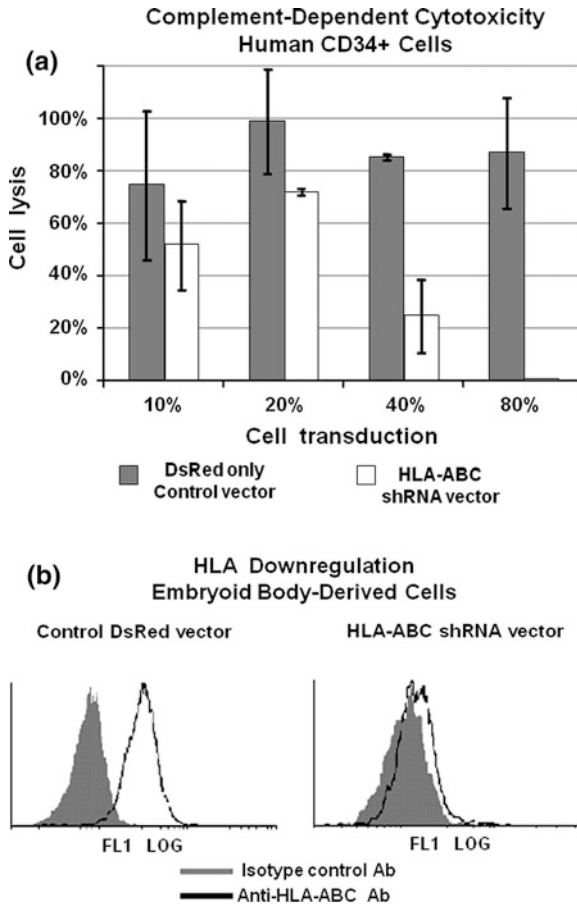 Complement-Dependent Cytotoxicity
Human CD34+ Cells
(a)
100%
80%
60%
40%
20%
0%
Cell lysis
10% 20% 40% 80%
Cell transduction
DsRed only
Control vector
HLA-ABC
shRNA vector
(b)
HLA Downregulation
Embryoid Body-Derived Cells
Control DsRed vector
HLA-ABC shRNA vector
FL1 LOG
FL1 LOG
Isotype control Ab
Anti-HLA-ABC Ab